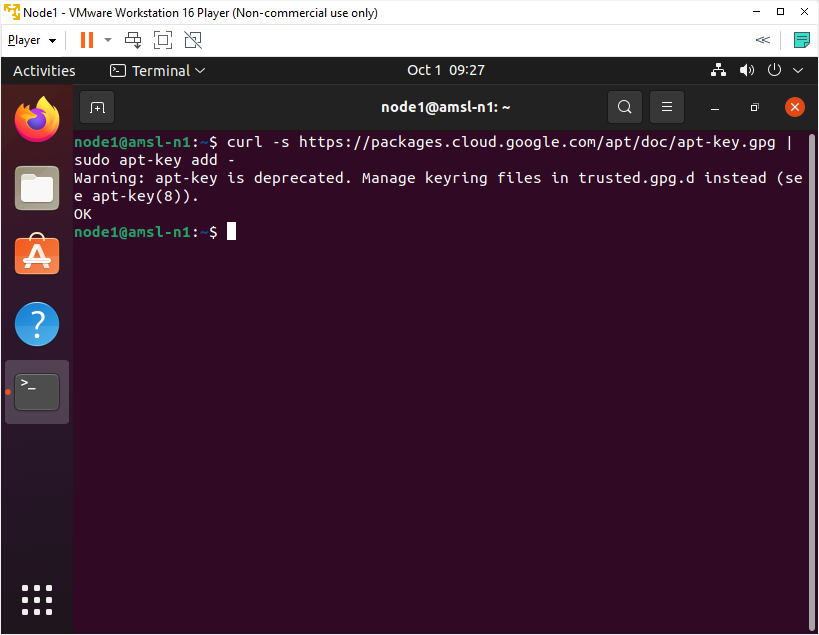 Node1 - VMware Workstation 16 Player (Non-commercial use only)
Player
Activities Terminal Oct 1 09:27
node1@amsl-n1: ~
node1@amsl-n1:~$ curl -s https://packages.cloud.google.com/apt/doc/apt-key.gpg |
sudo apt-key add -
Warning: apt-key is deprecated. Manage keyring files in trusted.gpg.d instead (se
e apt-key(8)).
OK
node1@amsl-n1:~$